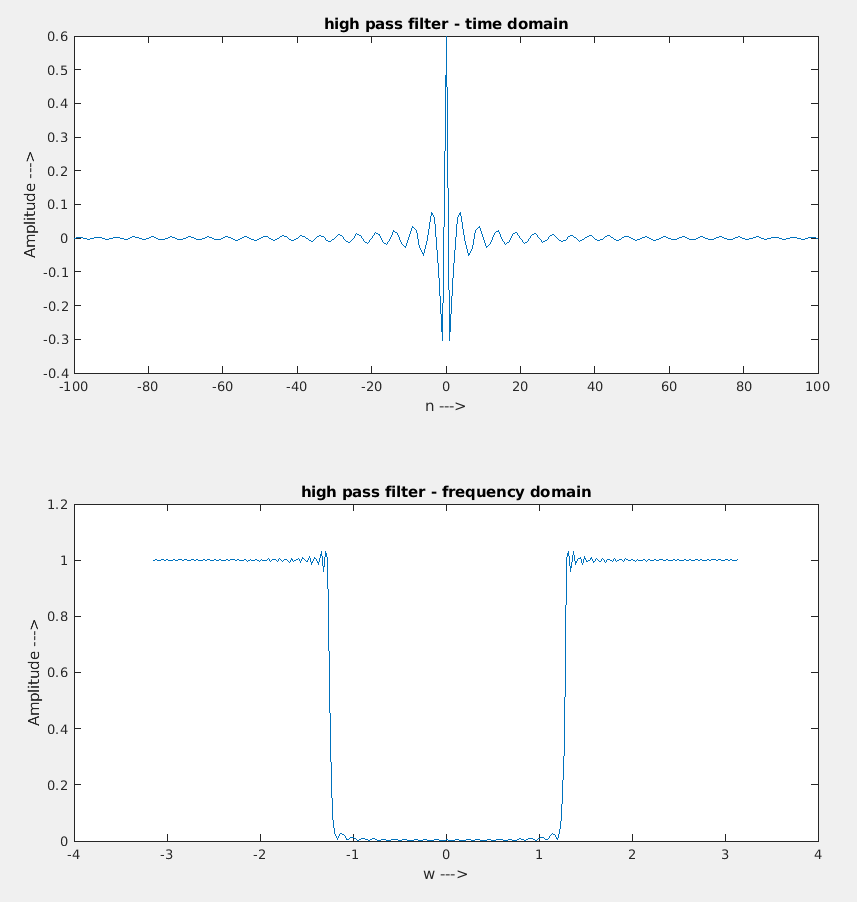 high pass filter - time domain
0.6
0.5
0.4
0.3
0.2
0.1
0
-0.1
-0.2
-0.3
-0.4
Amplitude --->
-100 -80 -60 -40 -20 0 20 40 60 80 100
n --->
high pass filter - frequency domain
1.2
1
0.8
0.6
0.4
0.2
0
Amplitude --->
-4 -3 -2 -1 0 1 2 3 4
w --->